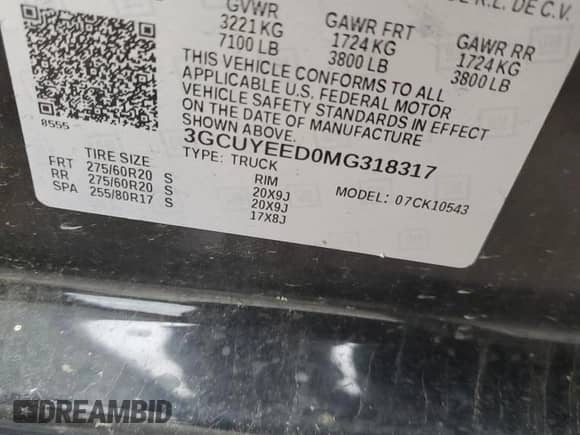 DE R.L. DE C.V.
GVWR GAWR FRT GAWR RR
3221 KG 1724 KG 1724 KG
7100 LB 3800 LB 3800 LB
THIS VEHICLE CONFORMS TO ALL
APPLICABLE U.S. FEDERAL MOTOR
VEHICLE SAFETY STANDARDS IN EFFECT
ON THE DATE OF MANUFACTURE
SHOWN ABOVE.
8555
3GCUYEED0MG318317
TYPE: TRUCK
TIRE SIZE RIM MODEL: 07CK10543
FRT 275/60R20 S 20X9J
RR 275/60R20 S 20X9J
SPA 255/80R17 S 17X8J
DREAMBID